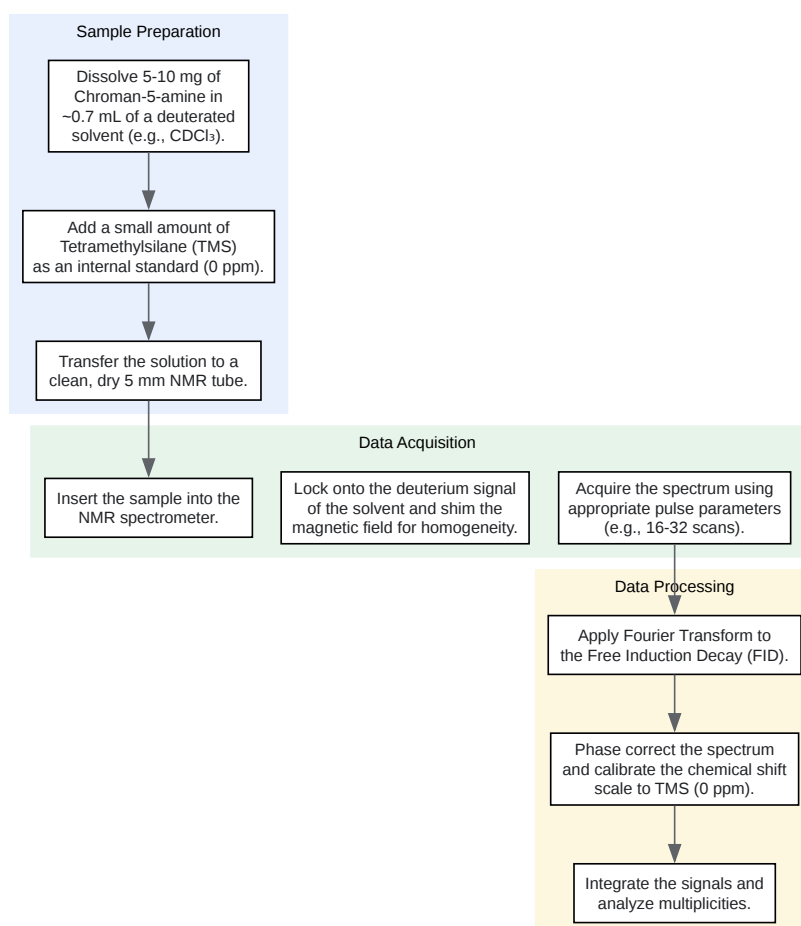 Sample Preparation
Dissolve 5-10 mg of
Chroman-5-amine in
~0.7 mL of a deuterated
solvent (e.g., CDCl₃).
Add a small amount of
Tetramethylsilane (TMS)
as an internal standard (0 ppm).
Transfer the solution to a
clean, dry 5 mm NMR tube.
Data Acquisition
Insert the sample into the
NMR spectrometer.
Lock onto the deuterium signal
of the solvent and shim the
magnetic field for homogeneity.
Acquire the spectrum using
appropriate pulse parameters
(e.g., 16-32 scans).
Data Processing
Apply Fourier Transform to
the Free Induction Decay (FID).
Phase correct the spectrum
and calibrate the chemical shift
scale to TMS (0 ppm).
Integrate the signals and
analyze multiplicities.